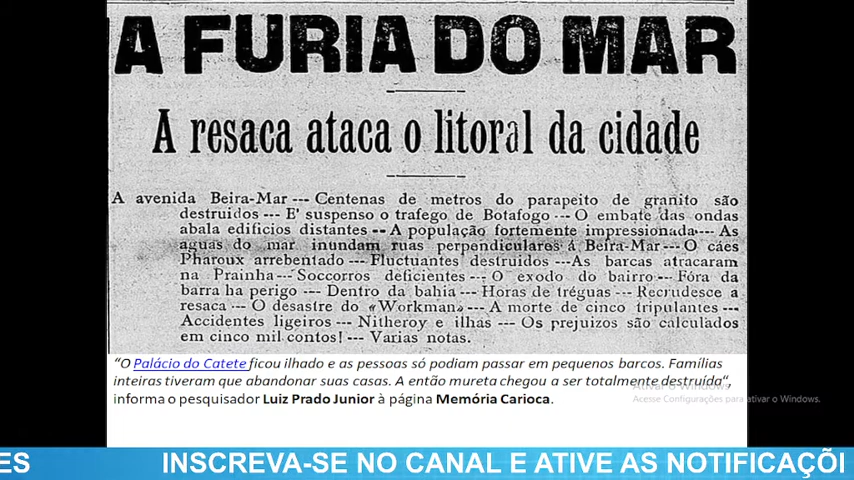 A FURIA DO MAR
A resaca ataca o litoral da cidade
A avenida Beira-Mar --- Centenas de metros do parapeito de granito são
destruidos --- E' suspenso o trafego de Botafogo --- O embate das ondas
abala edificios distantes -- A população fortemente impressionada --- As
aguas do mar inundam ruas perpendiculares á Beira-Mar --- O cáes
Pharoux arrebentado --- Fluctuantes destruidos --- As barcas atracaram
na Prainha --- Soccorros deficientes --- O exodo do bairro --- Fóra da
barra ha perigo --- Dentro da bahia --- Horas de tréguas --- Recrudesce a
resaca --- O desastre do «Workman» --- A morte de cinco tripulantes ---
Accidentes ligeiros --- Nitheroy e ilhas --- Os prejuizos são calculados
em cinco mil contos! --- Varias notas.
“O Palácio do Catete ficou ilhado e as pessoas só podiam passar em pequenos barcos. Famílias
inteiras tiveram que abandonar suas casas. A então mureta chegou a ser totalmente destruída“,
informa o pesquisador Luiz Prado Junior à página Memória Carioca.
Ativar o Windows
Acesse Configurações para ativar o Windows.
ES INSCREVA-SE NO CANAL E ATIVE AS NOTIFICAÇÕ